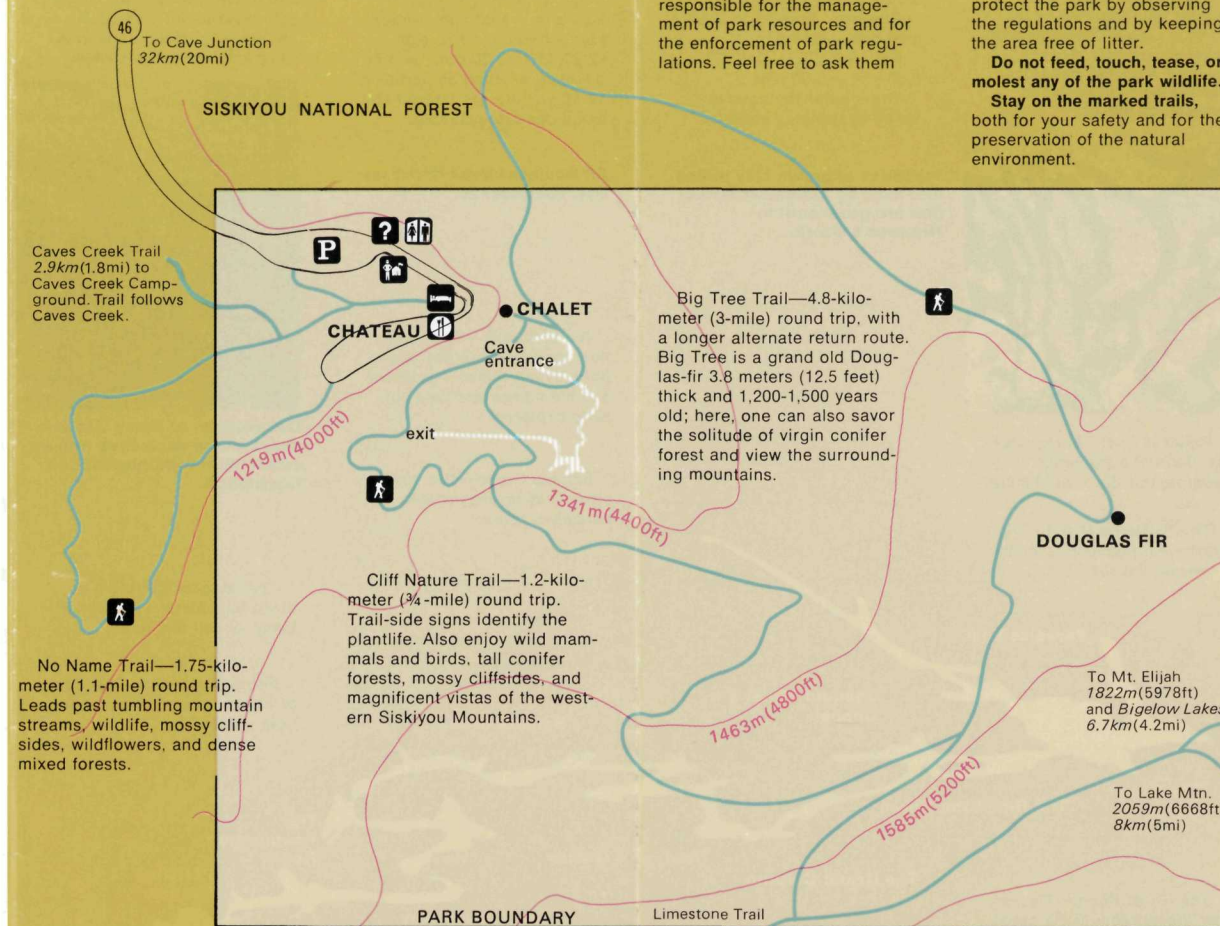 responsible for the manage-
ment of park resources and for
the enforcement of park regu-
lations. Feel free to ask them
protect the park by observing
the regulations and by keeping
the area free of litter.
Do not feed, touch, tease, or
molest any of the park wildlife.
Stay on the marked trails,
both for your safety and for the
preservation of the natural
environment.
46
To Cave Junction
32km(20mi)
SISKIYOU NATIONAL FOREST
Caves Creek Trail
2.9km(1.8mi) to
Caves Creek Camp-
ground. Trail follows
Caves Creek.
P
?
CHATEAU
CHALET
Cave
entrance
exit
1219m(4000ft)
1341m(4400ft)
Big Tree Trail—4.8-kilo-
meter (3-mile) round trip, with
a longer alternate return route.
Big Tree is a grand old Doug-
las-fir 3.8 meters (12.5 feet)
thick and 1,200-1,500 years
old; here, one can also savor
the solitude of virgin conifer
forest and view the surround-
ing mountains.
DOUGLAS FIR
Cliff Nature Trail—1.2-kilo-
meter (¾-mile) round trip.
Trail-side signs identify the
plantlife. Also enjoy wild mam-
mals and birds, tall conifer
forests, mossy cliffsides, and
magnificent vistas of the west-
ern Siskiyou Mountains.
No Name Trail—1.75-kilo-
meter (1.1-mile) round trip.
Leads past tumbling mountain
streams, wildlife, mossy cliff-
sides, wildflowers, and dense
mixed forests.
1463m(4800ft)
1585m(5200ft)
To Mt. Elijah
1822m(5978ft)
and Bigelow Lakes
6.7km(4.2mi)
To Lake Mtn.
2059m(6668ft
8km(5mi)
PARK BOUNDARY
Limestone Trail